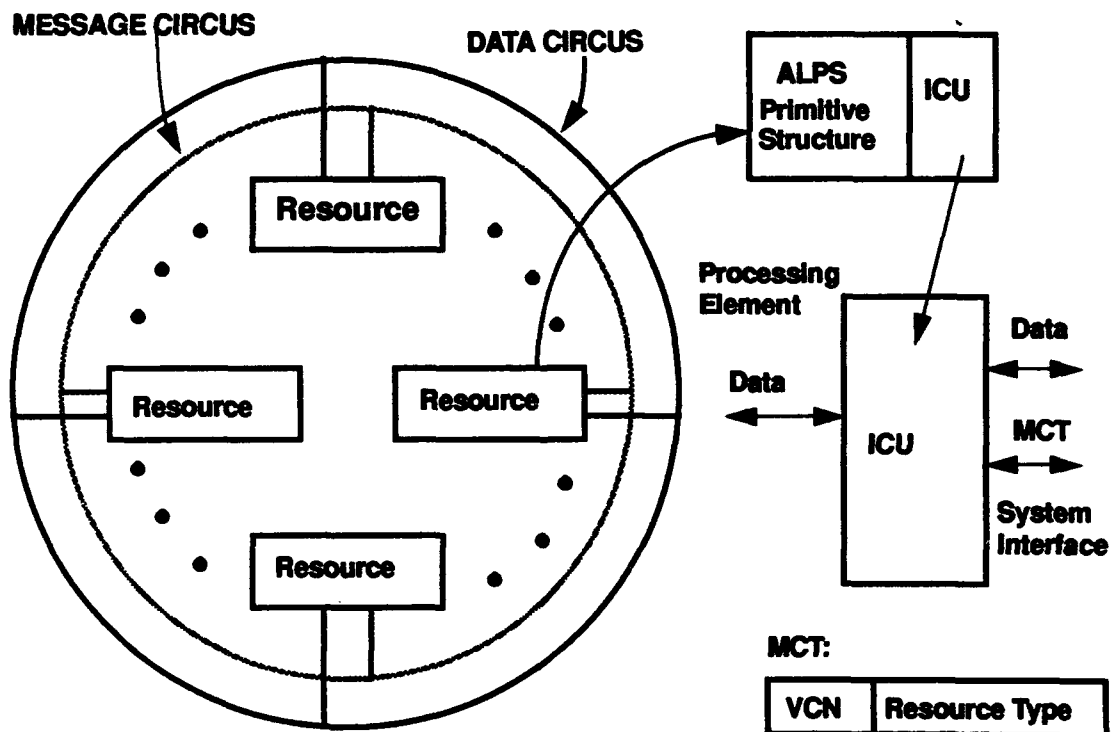 MESSAGE CIRCUS
DATA CIRCUS
ALPS
Primitive
Structure
ICU
Resource
Resource
Resource
Resource
Processing
Element
Data
ICU
Data
MCT
System
Interface
MCT:
VCN
Resource Type